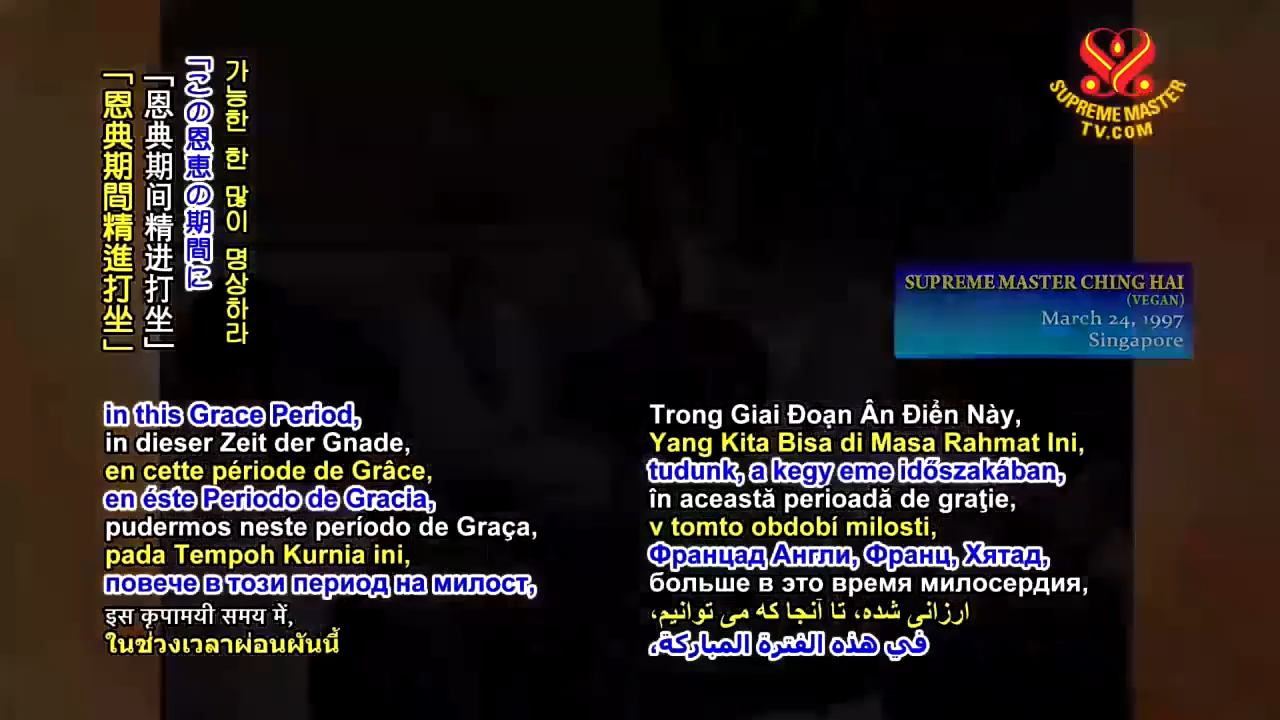 「恩典期間精進打坐」
「恩典期间精进打坐」
「この恩恵の期間に
가능한 한 많이 명상하라
SUPREME MASTER
TV.COM
SUPREME MASTER CHING HAI
(VEGAN)
March 24, 1997
Singapore
in this Grace Period,
in dieser Zeit der Gnade,
en cette période de Grâce,
en éste Periodo de Gracia,
pudermos neste período de Graça,
pada Tempoh Kurnia ini,
повече в този период на милост,
इस कृपामयी समय में,
ในช่วงเวลาผ่อนผันนี้
Trong Giai Đoạn Ân Điển Này,
Yang Kita Bisa di Masa Rahmat Ini,
tudunk, a kegy eme időszakában,
în această perioadă de graţie,
v tomto období milosti,
Францад Англи, Франц, Хятад,
больше в это время милосердия,
ارزانی شده، تا آنجا که می توانیم،
في هذه الفترة المباركة،